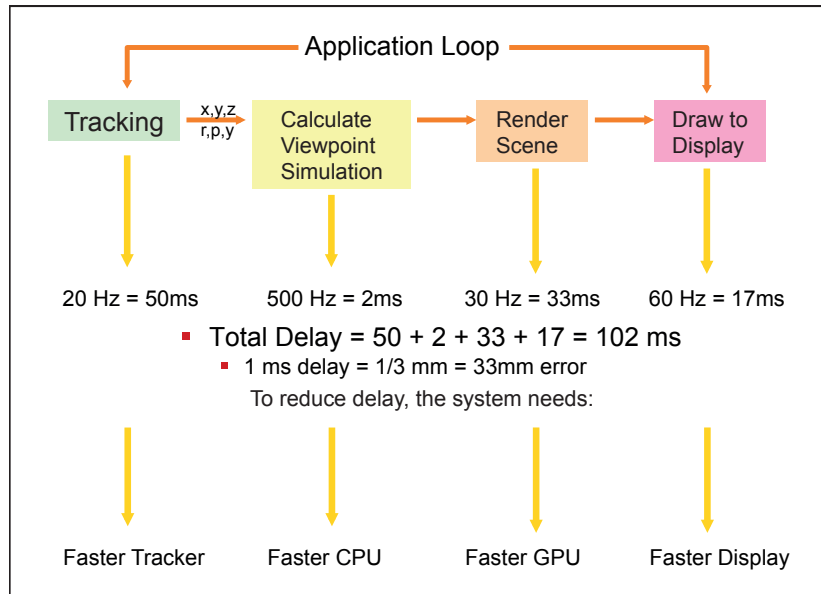 Application Loop
Tracking
x,y,z
r,p,y
Calculate
Viewpoint
Simulation
Render
Scene
Draw to
Display
20 Hz = 50ms
500 Hz = 2ms
30 Hz = 33ms
60 Hz = 17ms
▪ Total Delay = 50 + 2 + 33 + 17 = 102 ms
▪ 1 ms delay = 1/3 mm = 33mm error
To reduce delay, the system needs:
Faster Tracker
Faster CPU
Faster GPU
Faster Display